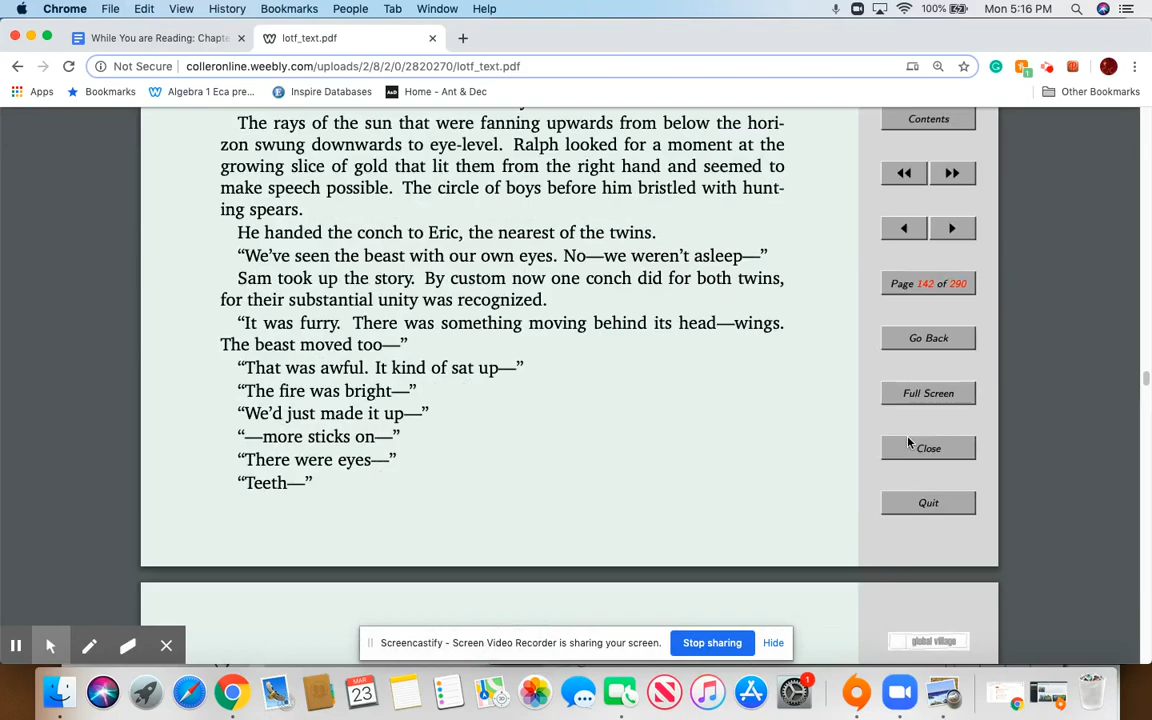 Chrome File Edit View History Bookmarks People Tab Window Help 100% Mon 5:16 PM
While You are Reading: Chapte lotf_text.pdf
Not Secure colleronline.weebly.com/uploads/2/8/2/0/2820270/lotf_text.pdf
Apps Bookmarks Algebra 1 Eca pre... Inspire Databases Home - Ant & Dec Other Bookmarks
The rays of the sun that were fanning upwards from below the hori-
zon swung downwards to eye-level. Ralph looked for a moment at the
growing slice of gold that lit them from the right hand and seemed to
make speech possible. The circle of boys before him bristled with hunt-
ing spears.
He handed the conch to Eric, the nearest of the twins.
“We’ve seen the beast with our own eyes. No—we weren’t asleep—”
Sam took up the story. By custom now one conch did for both twins,
for their substantial unity was recognized.
“It was furry. There was something moving behind its head—wings.
The beast moved too—”
“That was awful. It kind of sat up—”
“The fire was bright—”
“We’d just made it up—”
“—more sticks on—”
“There were eyes—”
“Teeth—”
Contents
Page 142 of 290
Go Back
Full Screen
Close
Quit
global village
Screencastify - Screen Video Recorder is sharing your screen. Stop sharing Hide
MAR
23
1